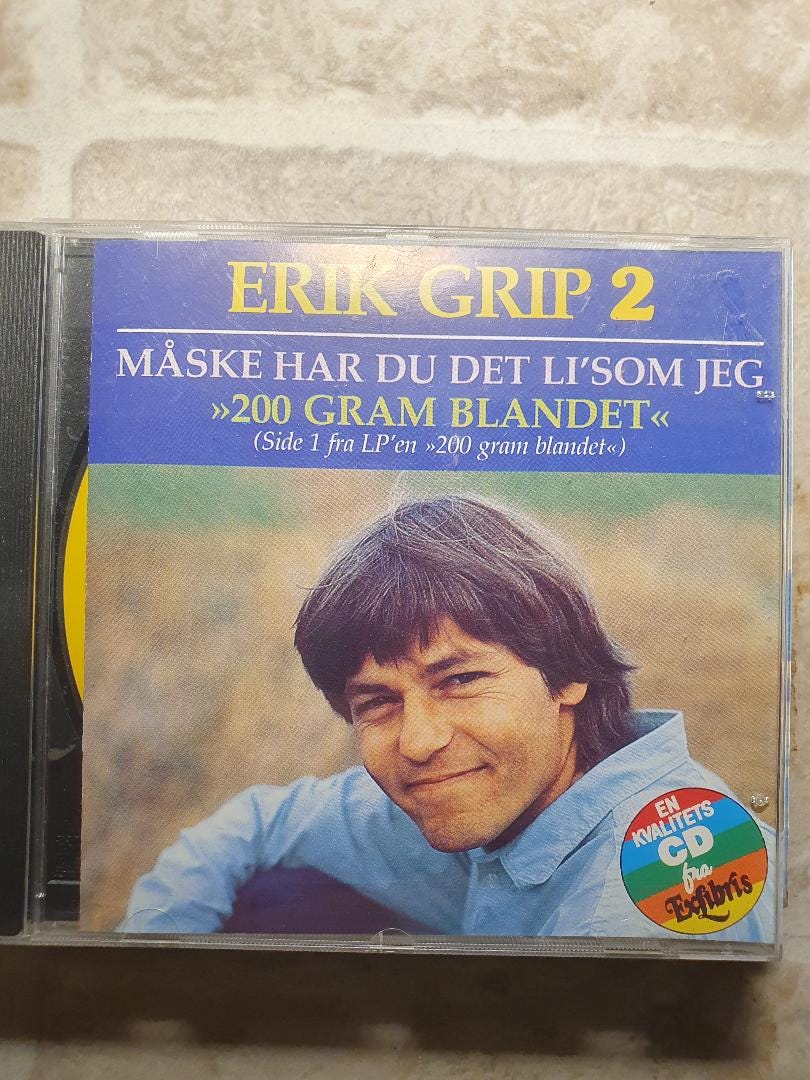 ERIK GRIP 2
MÅSKE HAR DU DET LI'SOM JEG
»200 GRAM BLANDET«
(Side 1 fra LP'en »200 gram blandet«)
EN
KVALITETS
CD
fra
ExLibris